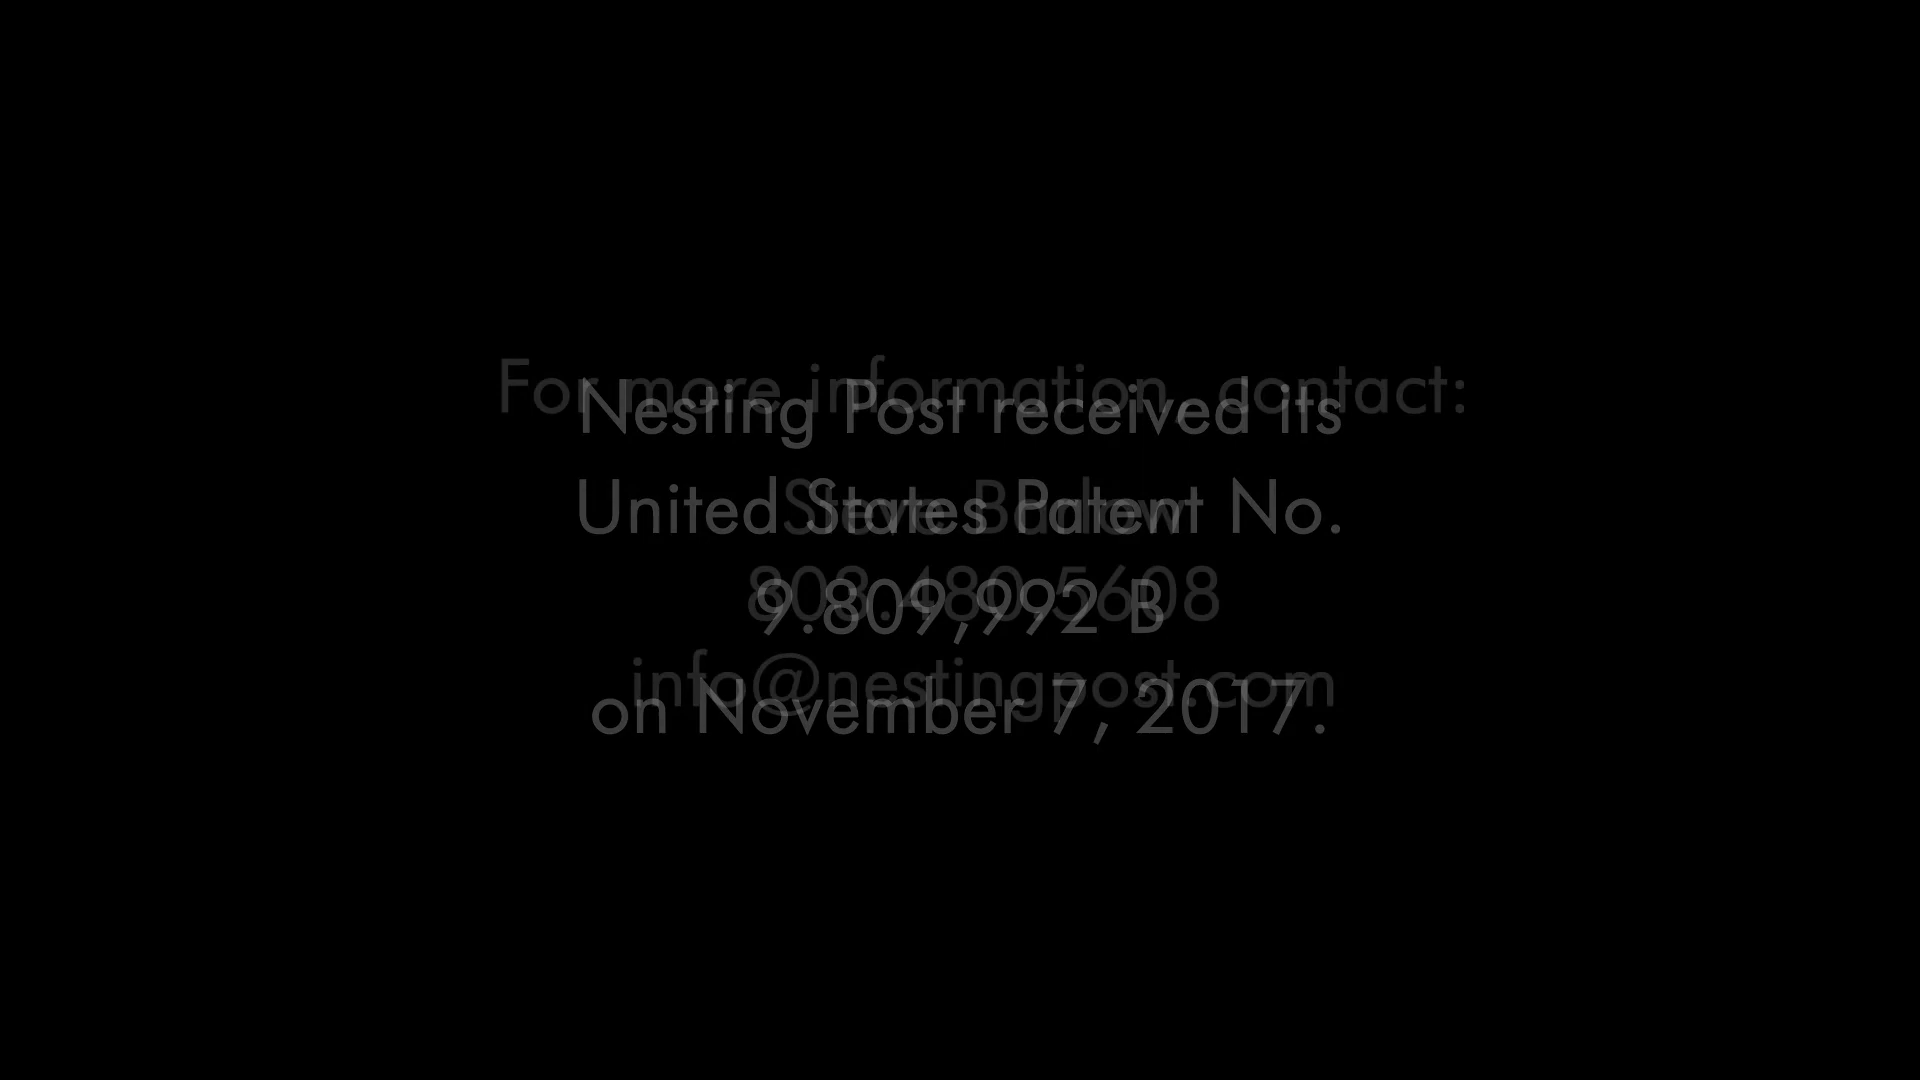 For more information, contact:
Nesting Post received its
United States Patent No.
Steve
9.809,992 B
info@nestingpost.com
on November 7, 2017.